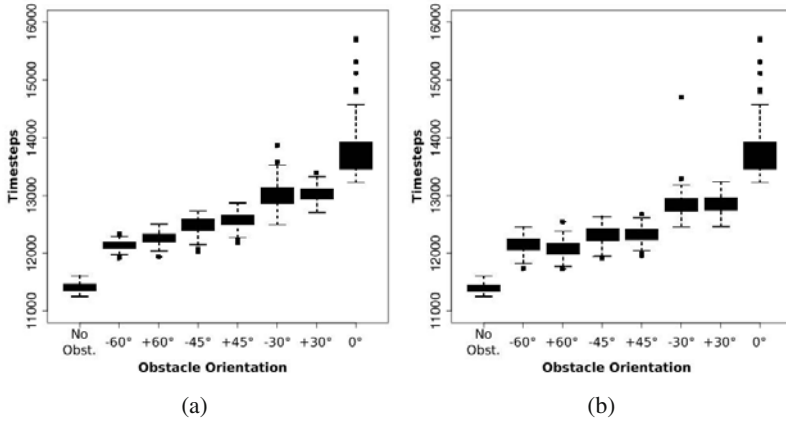 16000
15000
14000
13000
12000
11000
Timesteps
No Obst. -60° +60° -45° +45° -30° +30° 0°
Obstacle Orientation
(a)
16000
15000
14000
13000
12000
11000
Timesteps
No Obst. -60° +60° -45° +45° -30° +30° 0°
Obstacle Orientation
(b)